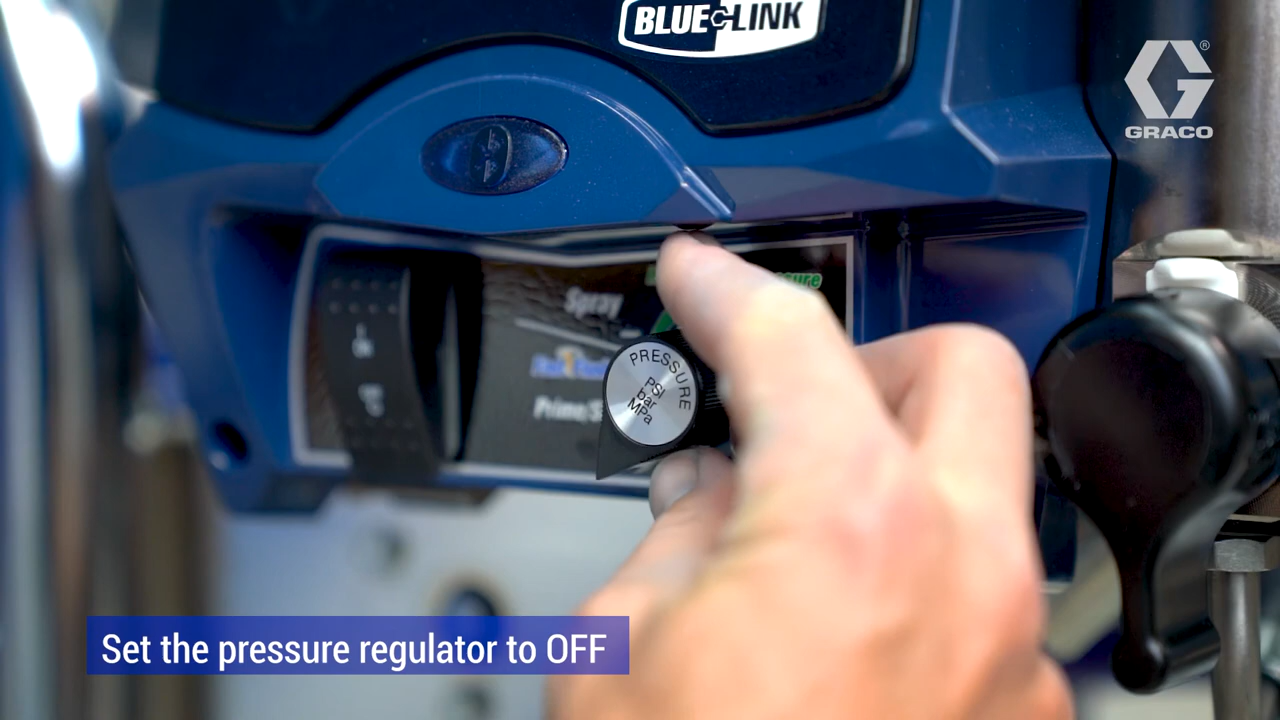 BLUE LINK
®
GRACO
Spray
PRESSURE
PSI
bar
MPa
Set the pressure regulator to OFF